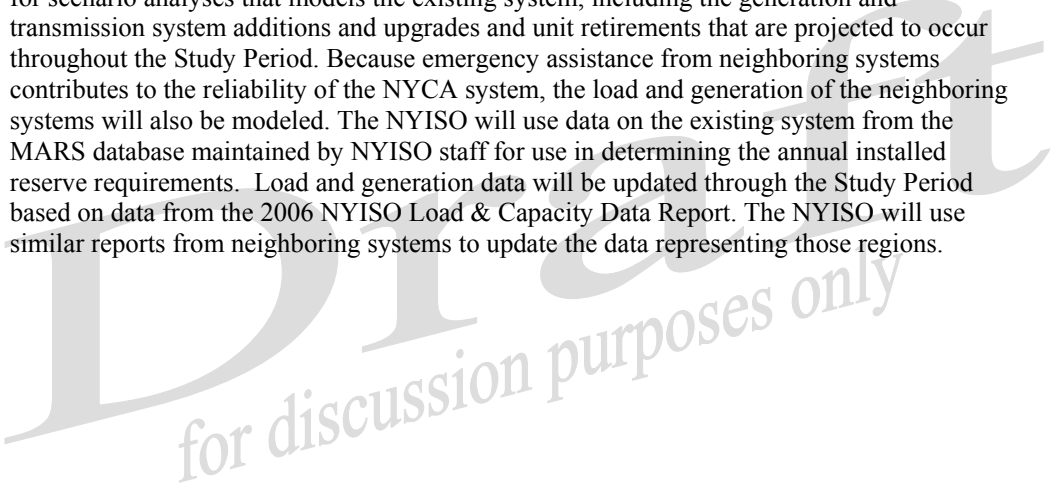 for scenario analyses that models the existing system, including the generation and
transmission system additions and upgrades and unit retirements that are projected to occur
throughout the Study Period. Because emergency assistance from neighboring systems
contributes to the reliability of the NYCA system, the load and generation of the neighboring
systems will also be modeled. The NYISO will use data on the existing system from the
MARS database maintained by NYISO staff for use in determining the annual installed
reserve requirements.  Load and generation data will be updated through the Study Period
based on data from the 2006 NYISO Load & Capacity Data Report. The NYISO will use
similar reports from neighboring systems to update the data representing those regions.
Draft
for discussion purposes only